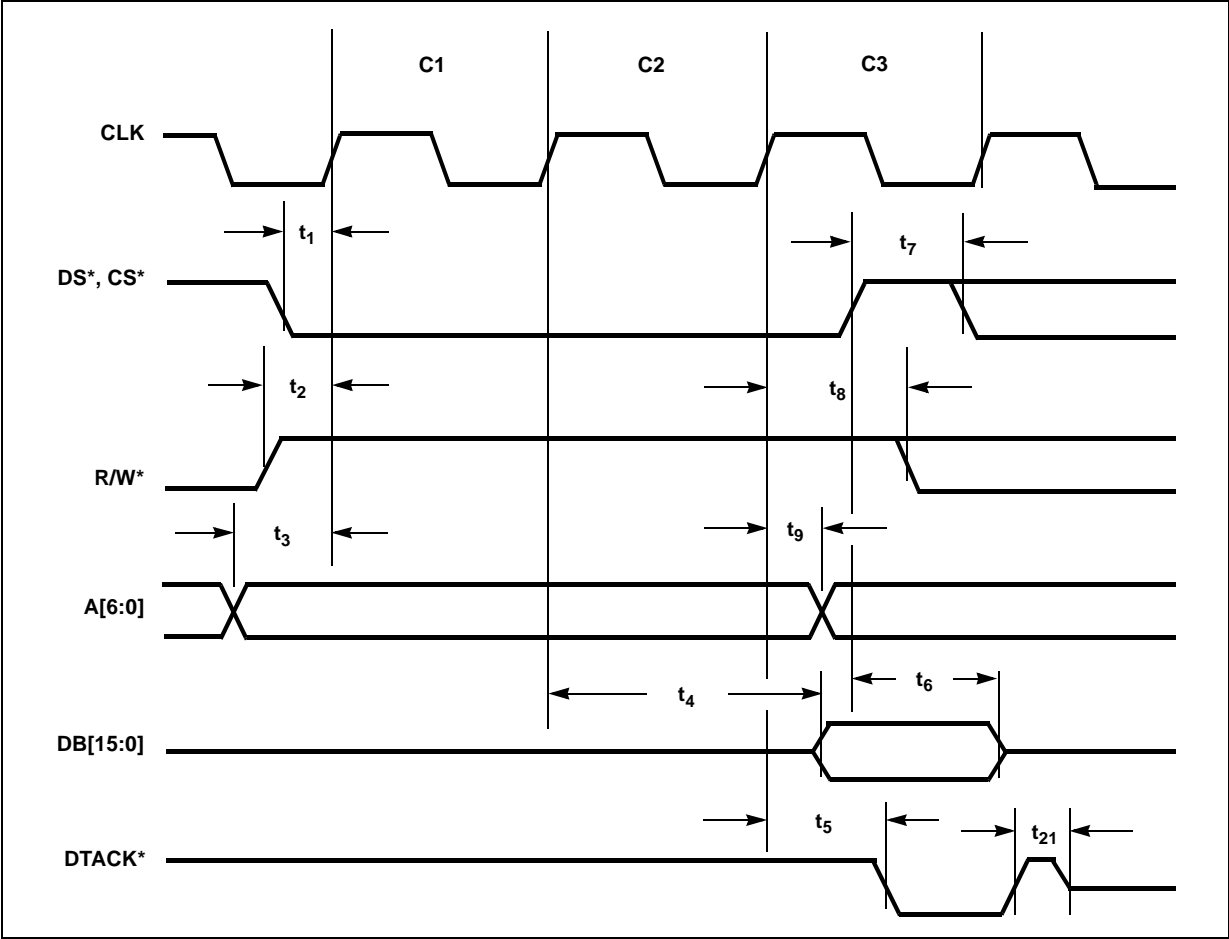 C1
C2
C3
CLK
t1
t7
DS*, CS*
t2
t8
R/W*
t3
t9
A[6:0]
t6
t4
DB[15:0]
t5
t21
DTACK*